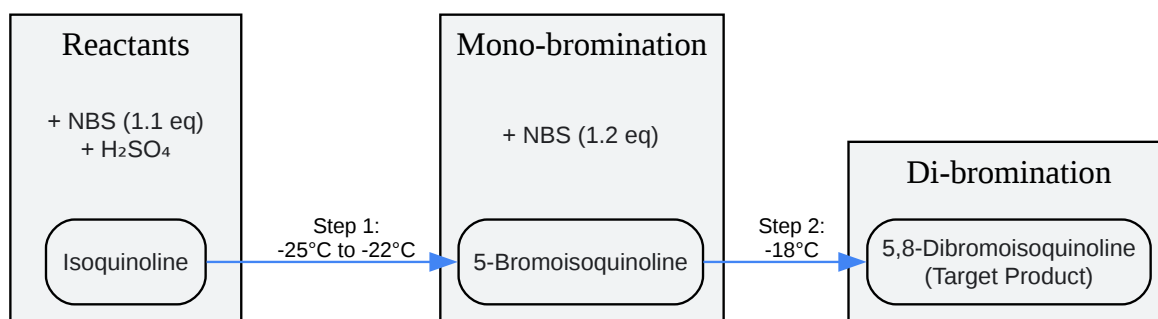 Reactants
+ NBS (1.1 eq)
+ H₂SO₄
Isoquinoline
Step 1:
-25°C to -22°C
Mono-bromination
+ NBS (1.2 eq)
5-Bromoisoquinoline
Step 2:
-18°C
Di-bromination
5,8-Dibromoisoquinoline
(Target Product)